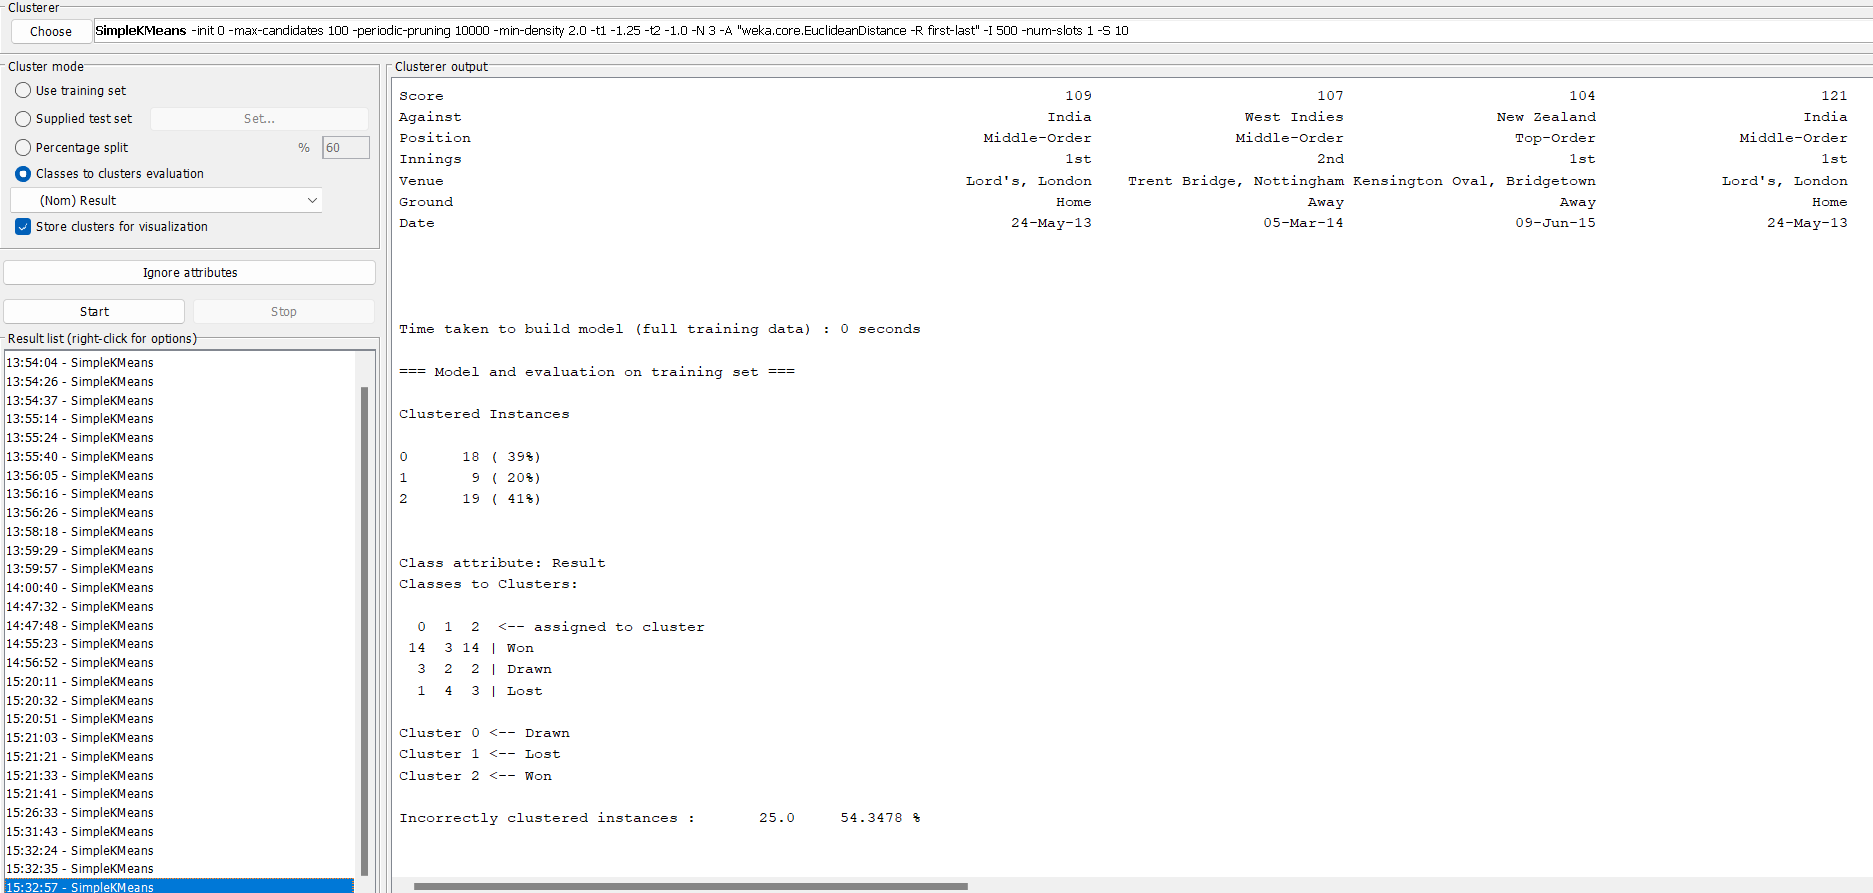 Clusterer
Choose SimpleKMeans -init 0 -max-candidates 100 -periodic-pruning 10000 -min-density 2.0 -t1 -1.25 -t2 -1.0 -N 3 -A "weka.core.EuclideanDistance -R first-last" -I 500 -num-slots 1 -S 10
Cluster mode
Use training set
Supplied test set Set...
Percentage split % 60
Classes to clusters evaluation
(Nom) Result
Store clusters for visualization
Ignore attributes
Start Stop
Result list (right-click for options)
13:54:04 - SimpleKMeans
13:54:26 - SimpleKMeans
13:54:37 - SimpleKMeans
13:55:14 - SimpleKMeans
13:55:24 - SimpleKMeans
13:55:40 - SimpleKMeans
13:56:05 - SimpleKMeans
13:56:16 - SimpleKMeans
13:56:26 - SimpleKMeans
13:58:18 - SimpleKMeans
13:59:29 - SimpleKMeans
13:59:57 - SimpleKMeans
14:00:40 - SimpleKMeans
14:47:32 - SimpleKMeans
14:47:48 - SimpleKMeans
14:55:23 - SimpleKMeans
14:56:52 - SimpleKMeans
15:20:11 - SimpleKMeans
15:20:32 - SimpleKMeans
15:20:51 - SimpleKMeans
15:21:03 - SimpleKMeans
15:21:21 - SimpleKMeans
15:21:33 - SimpleKMeans
15:21:41 - SimpleKMeans
15:26:33 - SimpleKMeans
15:31:43 - SimpleKMeans
15:32:24 - SimpleKMeans
15:32:35 - SimpleKMeans
15:32:57 - SimpleKMeans
Clusterer output
Score 109 107 104 121
Against India West Indies New Zealand India
Position Middle-Order Middle-Order Top-Order Middle-Order
Innings 1st 2nd 1st 1st
Venue Lord's, London Trent Bridge, Nottingham Kensington Oval, Bridgetown Lord's, London
Ground Home Away Away Home
Date 24-May-13 05-Mar-14 09-Jun-15 24-May-13
Time taken to build model (full training data) : 0 seconds
=== Model and evaluation on training set ===
Clustered Instances
0 18 ( 39%)
1 9 ( 20%)
2 19 ( 41%)
Class attribute: Result
Classes to Clusters:
0 1 2 <-- assigned to cluster
14 3 14 | Won
3 2 2 | Drawn
1 4 3 | Lost
Cluster 0 <-- Drawn
Cluster 1 <-- Lost
Cluster 2 <-- Won
Incorrectly clustered instances : 25.0 54.3478 %